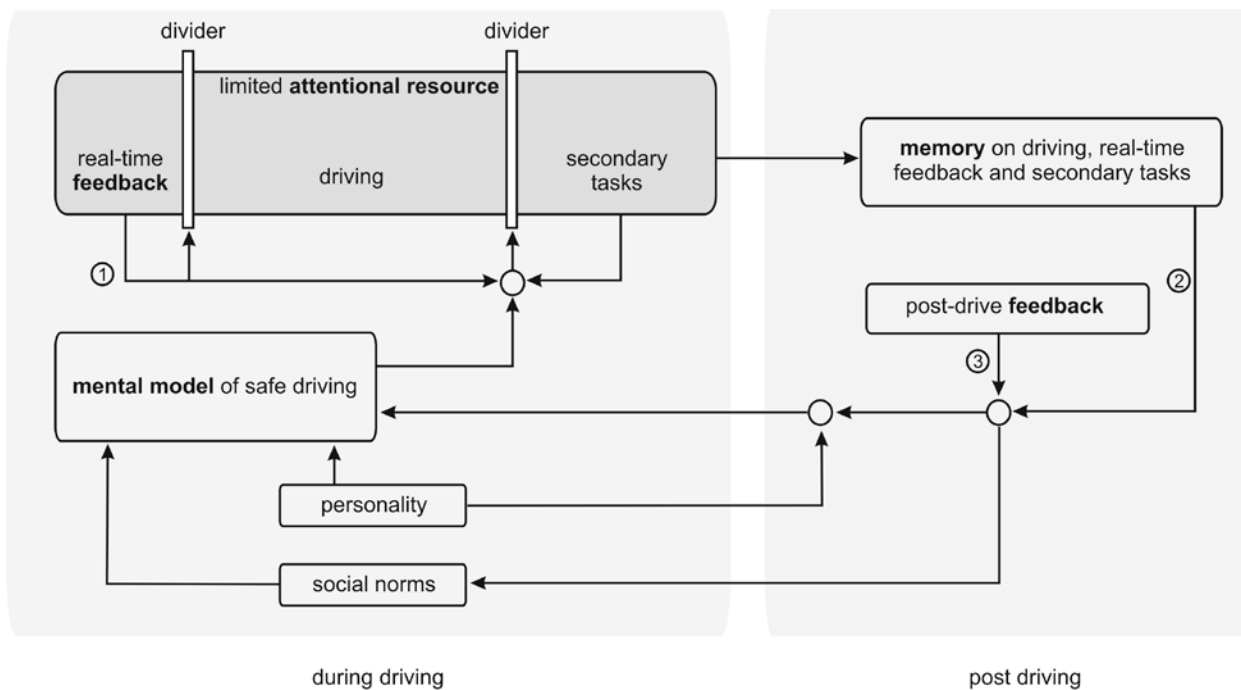 divider
divider
limited attentional resource
real-time
feedback
driving
secondary
tasks
memory on driving, real-time
feedback and secondary tasks
1
2
post-drive feedback
3
mental model of safe driving
personality
social norms
during driving
post driving